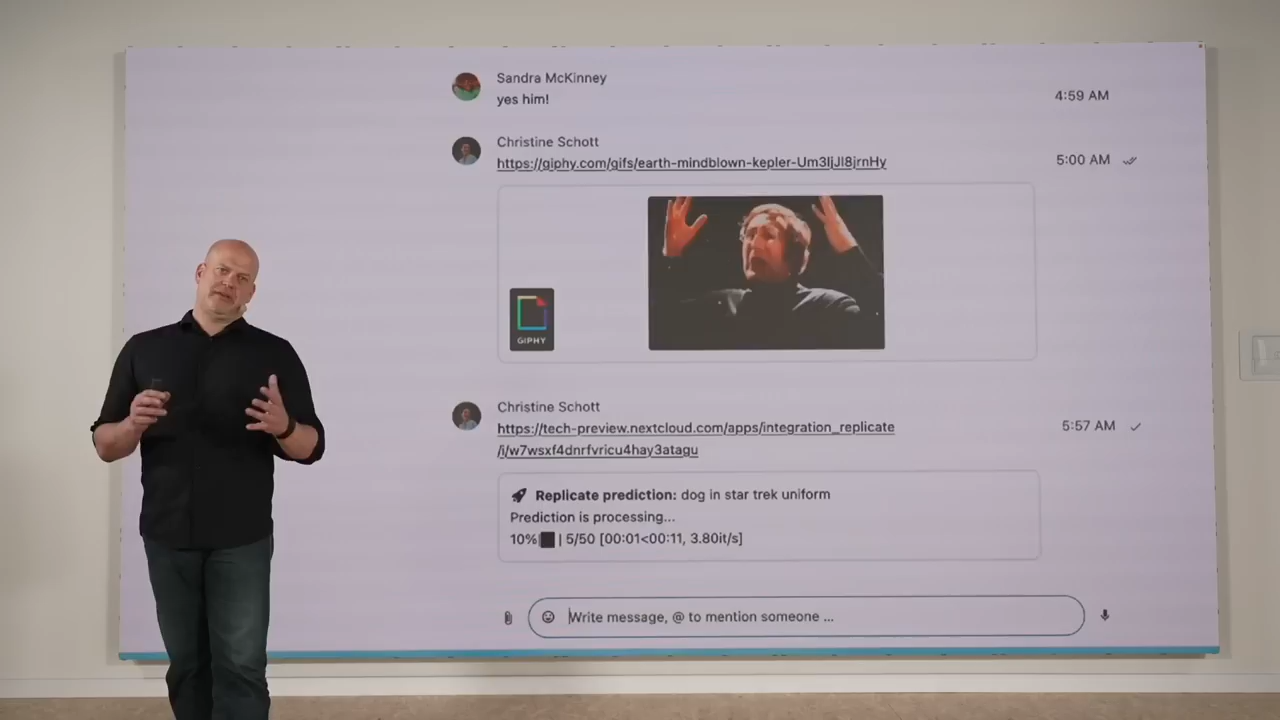 Sandra McKinney
yes him!
4:59 AM
Christine Schott
https://giphy.com/gifs/earth-mindblown-kepler-Um3ljJl8jrnHy
5:00 AM
GIPHY
Christine Schott
https://tech-preview.nextcloud.com/apps/integration_replicate
/i/w7wsxf4dnrfvricu4hay3atagu
5:57 AM
Replicate prediction: dog in star trek uniform
Prediction is processing...
10%|█ | 5/50 [00:01<00:11, 3.80it/s]
Write message, @ to mention someone ...